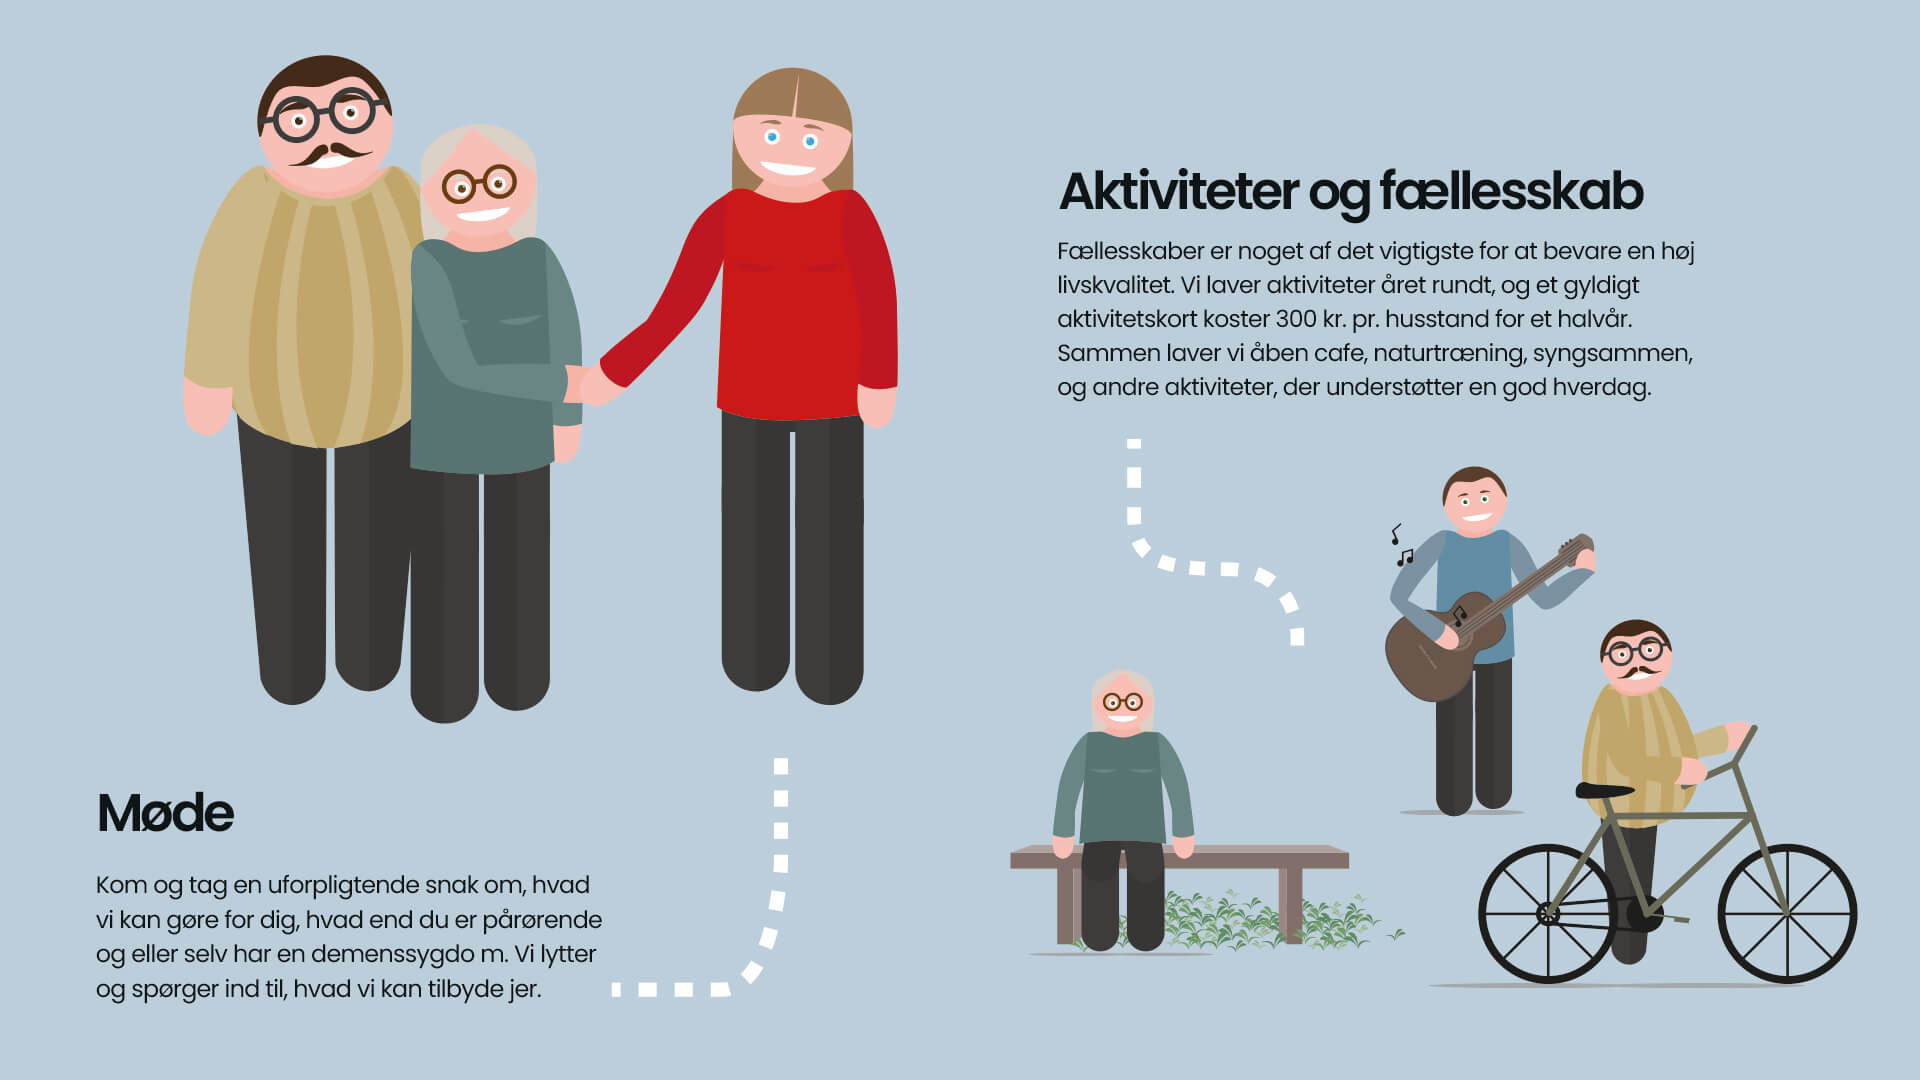 Møde
Kom og tag en uforpligtende snak om, hvad
vi kan gøre for dig, hvad end du er pårørende
og eller selv har en demenssygdo m. Vi lytter
og spørger ind til, hvad vi kan tilbyde jer.
Aktiviteter og fællesskab
Fællesskaber er noget af det vigtigste for at bevare en høj
livskvalitet. Vi laver aktiviteter året rundt, og et gyldigt
aktivitetskort koster 300 kr. pr. husstand for et halvår.
Sammen laver vi åben cafe, naturtræning, syngsammen,
og andre aktiviteter, der understøtter en god hverdag.